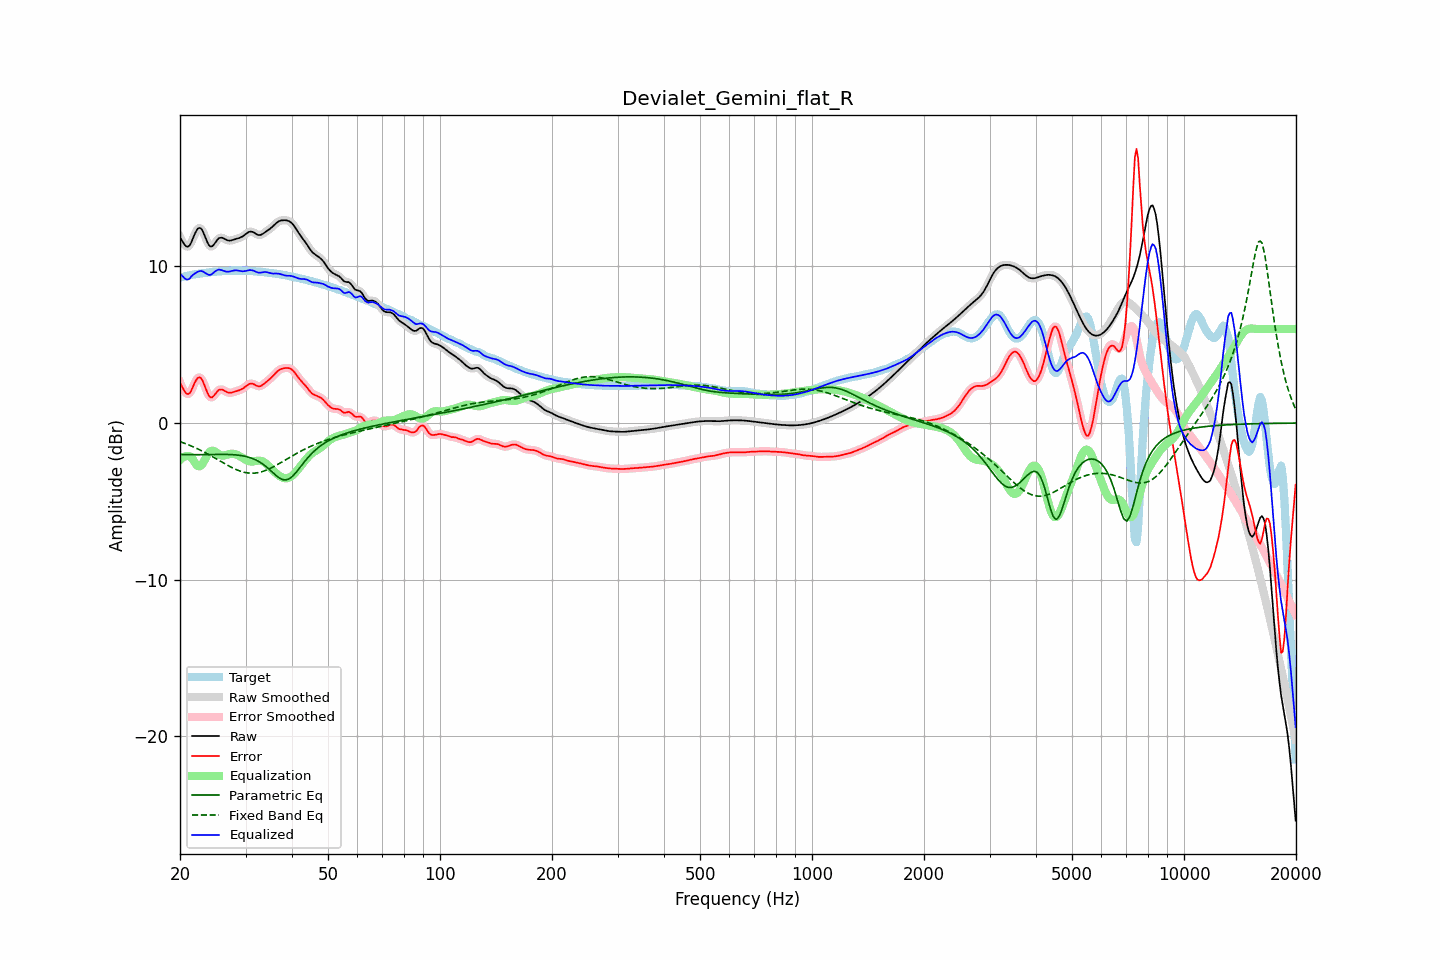 Devialet_Gemini_flat_R
Amplitude (dBr)
10
0
−10
−20
Target
Raw Smoothed
Error Smoothed
Raw
Error
Equalization
Parametric Eq
Fixed Band Eq
Equalized
20 50 100 200 500 1000 2000 5000 10000 20000
Frequency (Hz)